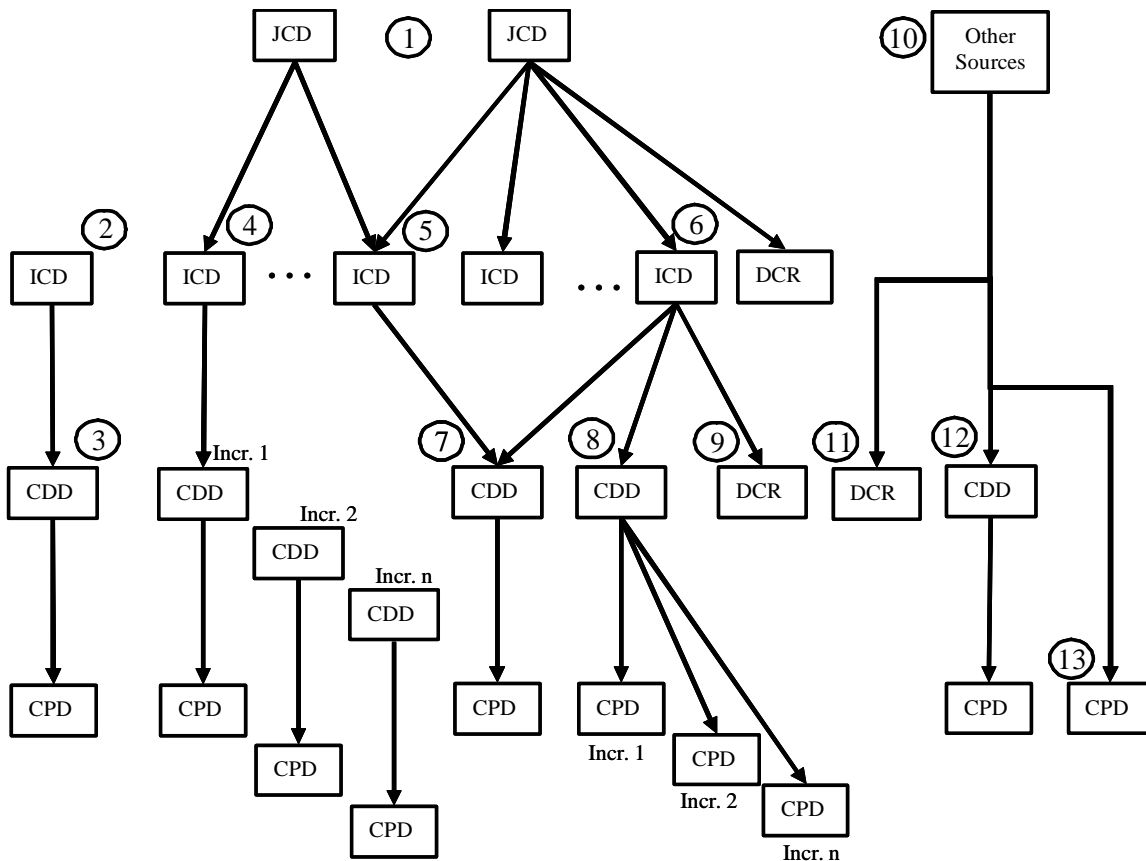 JCD
1
JCD
10
Other
Sources
2
4
5
6
ICD
ICD
...
ICD
ICD
...
ICD
DCR
3
Incr. 1
7
8
9
11
12
CDD
CDD
CDD
CDD
DCR
DCR
CDD
Incr. 2
CDD
Incr. n
CDD
13
CPD
CPD
CPD
CPD
CPD
CPD
Incr. 1
CPD
CPD
Incr. 2
CPD
CPD
Incr. n